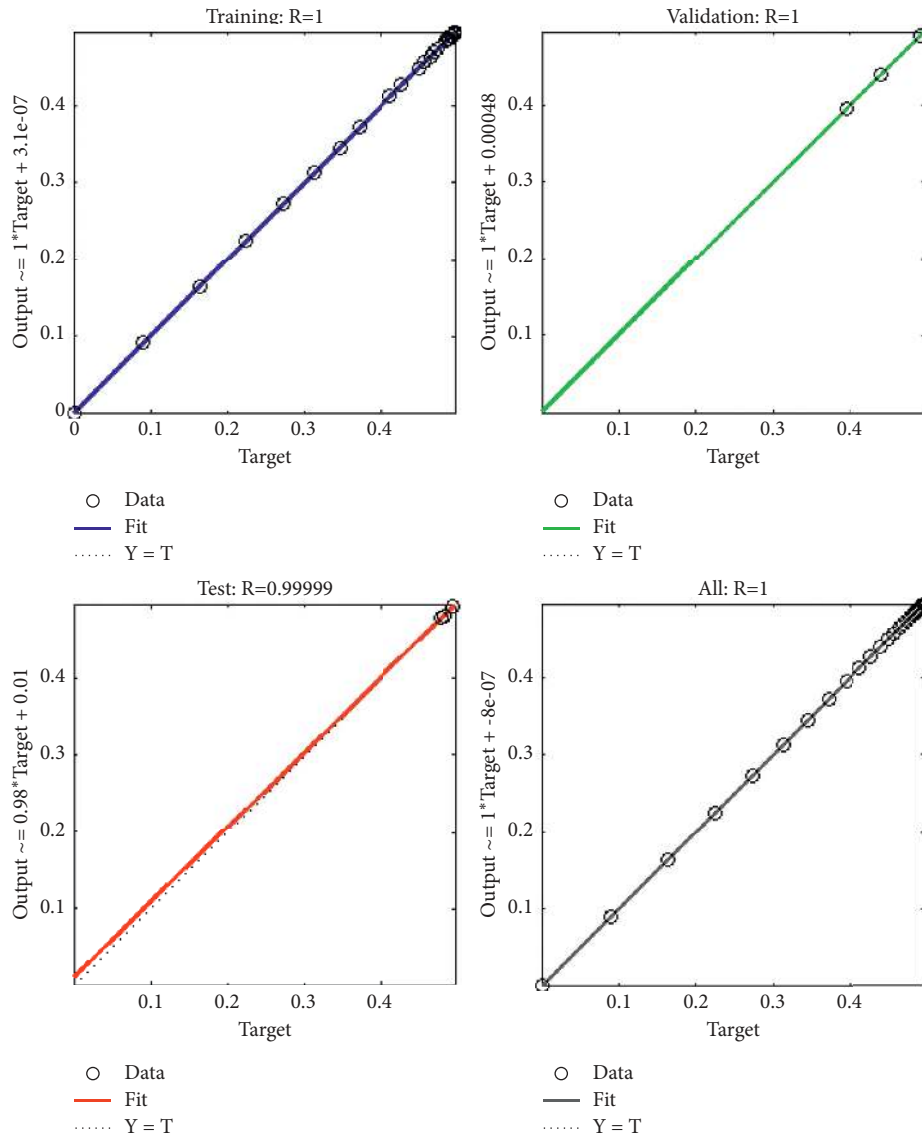 Training: R=1
Output ~= 1*Target + 3.1e-07
0.4
0.3
0.2
0.1
0
0 0.1 0.2 0.3 0.4
Target
Data
Fit
Y = T
Validation: R=1
Output ~= 1*Target + 0.00048
0.4
0.3
0.2
0.1
0.1 0.2 0.3 0.4
Target
Data
Fit
Y = T
Test: R=0.99999
Output ~= 0.98*Target + 0.01
0.4
0.3
0.2
0.1
0.1 0.2 0.3 0.4
Target
Data
Fit
Y = T
All: R=1
Output ~= 1*Target + -8e-07
0.4
0.3
0.2
0.1
0.1 0.2 0.3 0.4
Target
Data
Fit
Y = T